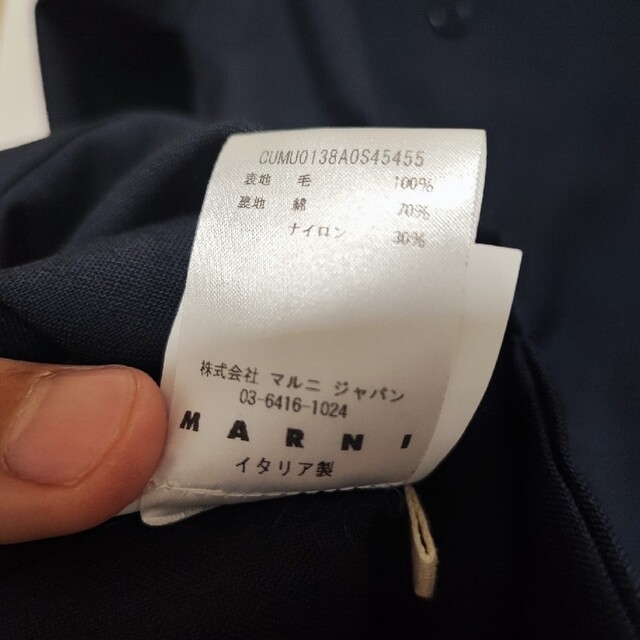 CUMU0138A0S45455
表地 毛 100%
裏地 綿 70%
ナイロン 30%
株式会社 マルニ ジャパン
03-6416-1024
MARNI
イタリア製